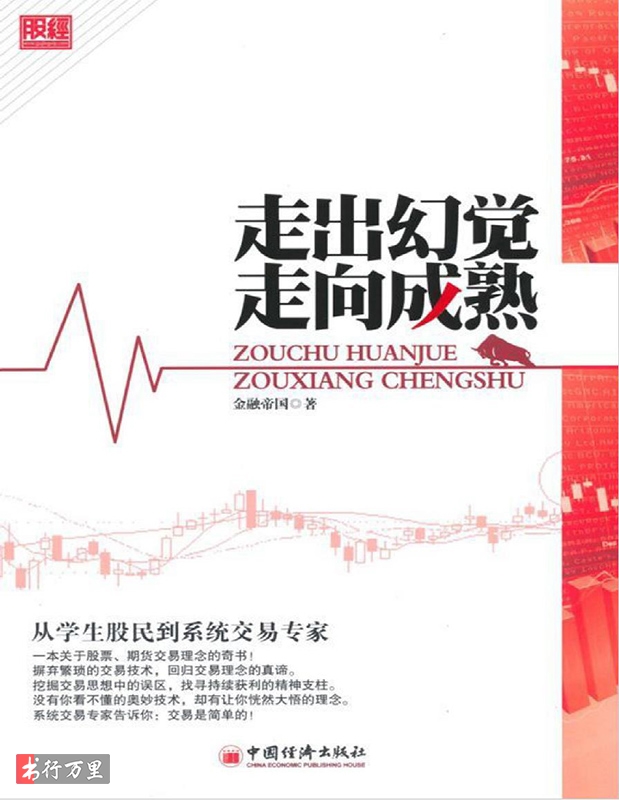 股經
走出幻觉
走向成熟
ZOUCHU HUANJUE
ZOUXIANG CHENGSHU
金融帝国◎著
从学生股民到系统交易专家
一本关于股票、期货交易理念的奇书！
摒弃繁琐的交易技术，回归交易理念的真谛。
挖掘交易思想中的误区，找寻持续获利的精神支柱。
没有你看不懂的奥妙技术，却有让你恍然大悟的理念。
系统交易专家告诉你：交易是简单的！
书行万里
中国经济出版社
CHINA ECONOMIC PUBLISHING HOUSE